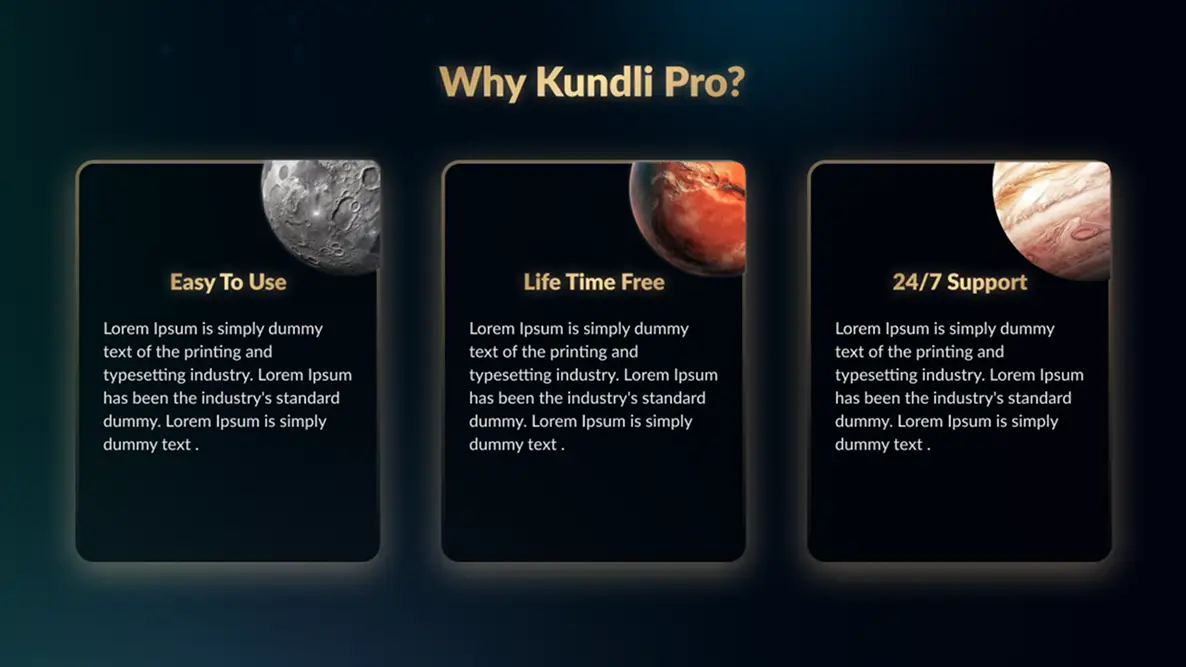 Why Kundli Pro?
Easy To Use
Lorem Ipsum is simply dummy
text of the printing and
typesetting industry. Lorem Ipsum
has been the industry's standard
dummy. Lorem Ipsum is simply
dummy text .
Life Time Free
Lorem Ipsum is simply dummy
text of the printing and
typesetting industry. Lorem Ipsum
has been the industry's standard
dummy. Lorem Ipsum is simply
dummy text .
24/7 Support
Lorem Ipsum is simply dummy
text of the printing and
typesetting industry. Lorem Ipsum
has been the industry's standard
dummy. Lorem Ipsum is simply
dummy text .